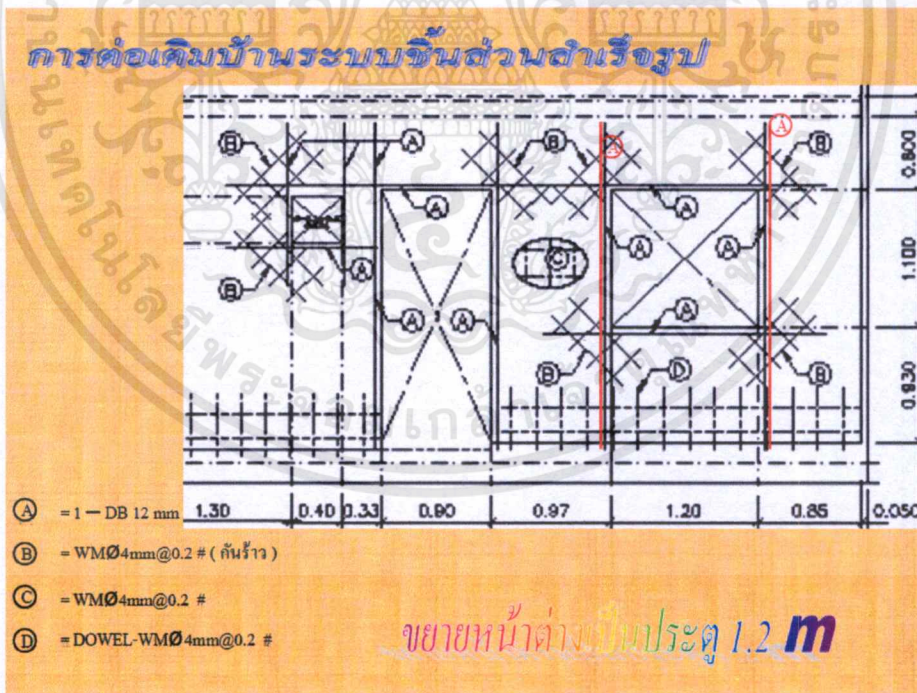 การต่อเติมบ้านระบบชิ้นส่วนสำเร็จรูป
B A B A A B
0.800
A A A A
C
1.100
B A
A A A
B D B
0.930
1.30 0.40 0.33 0.90 0.97 1.20 0.85 0.050
A = 1 — DB 12 mm
B = WMØ4mm@0.2 # ( กันร้าว )
C = WMØ4mm@0.2 #
D = DOWEL-WMØ4mm@0.2 #
ขยายหน้าต่างเป็นประตู 1.2 m